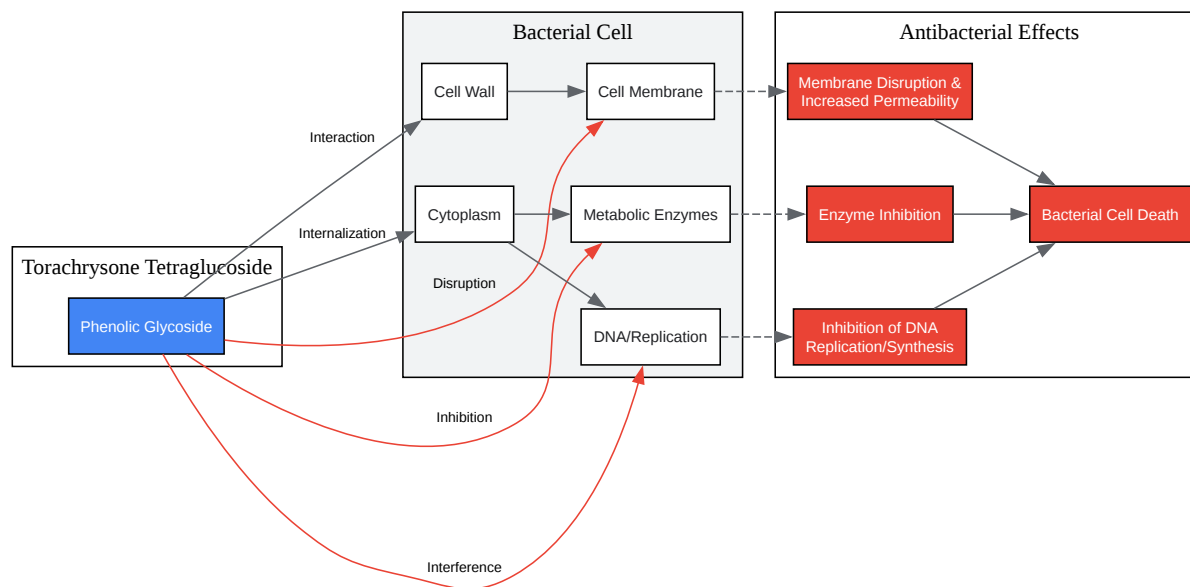 Bacterial Cell
Antibacterial Effects
Cell Wall
Cell Membrane
Membrane Disruption &
Increased Permeability
Interaction
Cytoplasm
Metabolic Enzymes
Enzyme Inhibition
Bacterial Cell Death
Internalization
Torachrysone Tetraglucoside
Disruption
Phenolic Glycoside
DNA/Replication
Inhibition of DNA
Replication/Synthesis
Inhibition
Interference